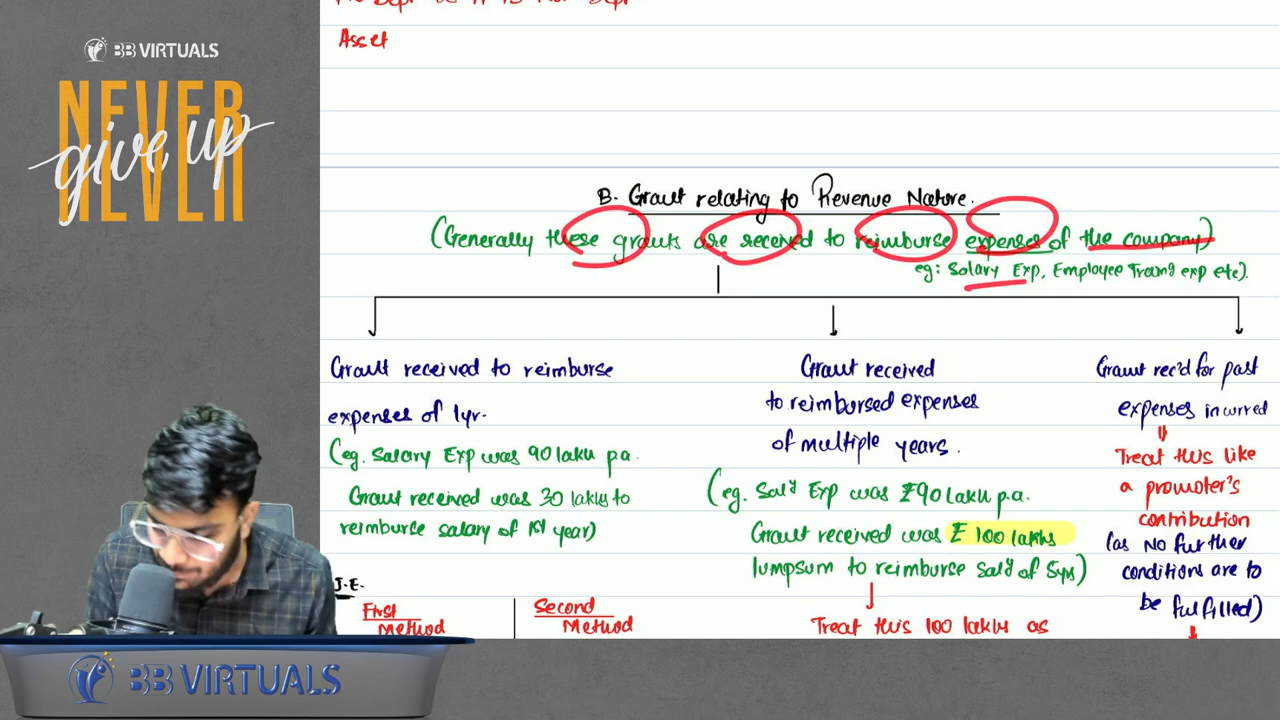 Asset
BB VIRTUALS
NEVER
give up
NEVER
B. Grant relating to Revenue Nature.
(Generally these grants are received to reimburse expenses of the company)
eg: Salary Exp, Employee Traing exp etc).
Grant received to reimburse
expenses of 1yr.
(eg. Salary Exp was 90 lakh p.a.
Grant received was 30 lakhs to
reimburse salary of 1st year)
J.E.
First
Method
Second
Method
Grant received
to reimbursed expenses
of multiple years.
(eg. Sal'd Exp was ₹90 lakh p.a.
Grant received was ₹ 100 lakhs
lumpsum to reimburse sal'd of 5yrs)
Treat this 100 lakhs as
Grant rec'd for past
expenses incurred
Treat this like
a promoter's
contribution
(as No further
conditions are to
be fulfilled)
BB VIRTUALS